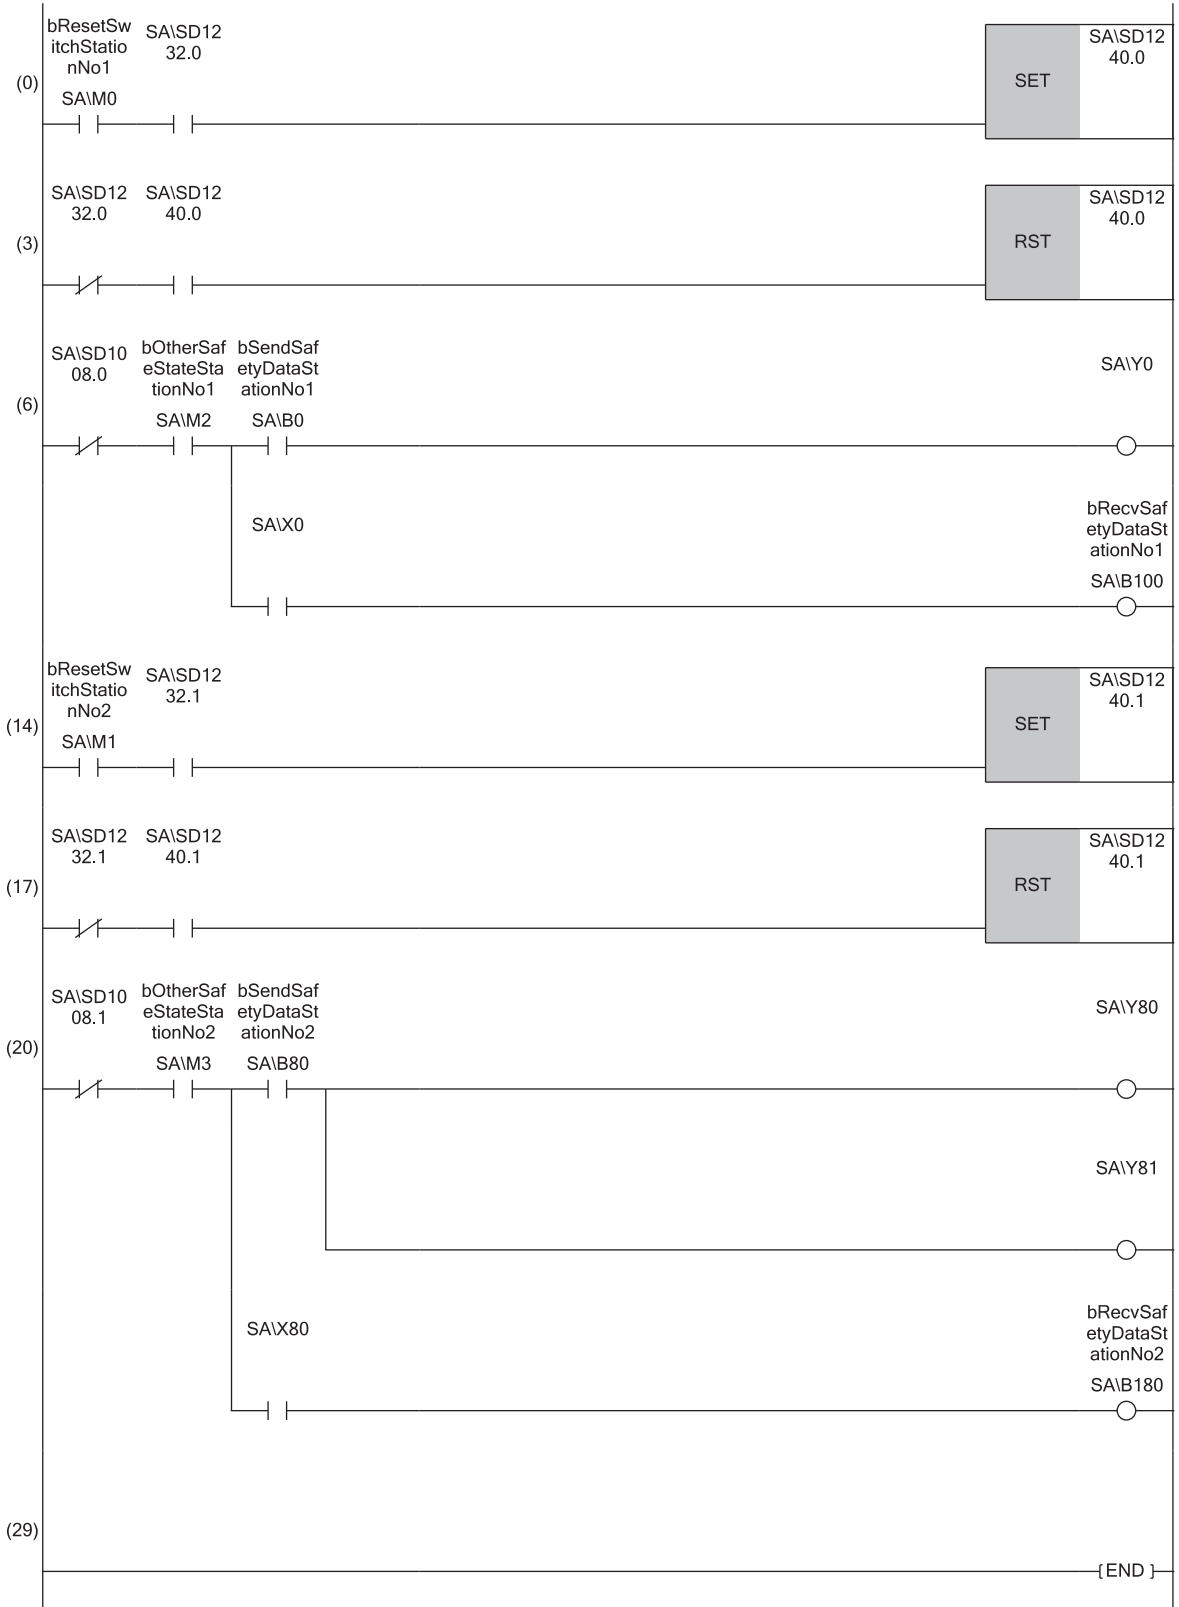 bResetSw
itchStatio
nNo1
SA\M0
SA\SD12
32.0
SA\SD12
40.0
(0)
SET
SA\SD12
32.0
SA\SD12
40.0
SA\SD12
40.0
(3)
RST
SA\SD10
08.0
bOtherSaf
eStateSta
tionNo1
SA\M2
bSendSaf
etyDataSt
ationNo1
SA\B0
SA\Y0
(6)
SA\X0
bRecvSaf
etyDataSt
ationNo1
SA\B100
bResetSw
itchStatio
nNo2
SA\M1
SA\SD12
32.1
SA\SD12
40.1
(14)
SET
SA\SD12
32.1
SA\SD12
40.1
SA\SD12
40.1
(17)
RST
SA\SD10
08.1
bOtherSaf
eStateSta
tionNo2
SA\M3
bSendSaf
etyDataSt
ationNo2
SA\B80
SA\Y80
(20)
SA\Y81
SA\X80
bRecvSaf
etyDataSt
ationNo2
SA\B180
(29)
[END]